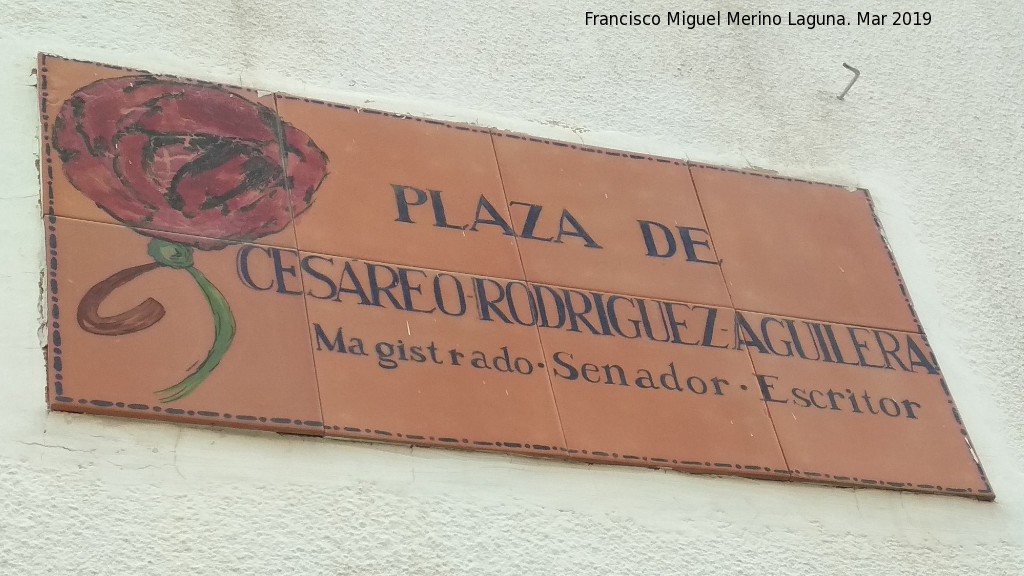 Francisco Miguel Merino Laguna. Mar 2019
PLAZA DE
CESAREO-RODRIGUEZ-AGUILERA
Magistrado·Senador·Escritor